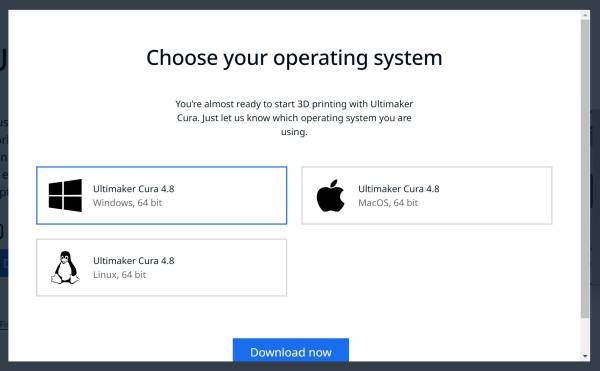 Choose your operating system
You're almost ready to start 3D printing with Ultimaker
Cura. Just let us know which operating system you are
using.
Ultimaker Cura 4.8
Windows, 64 bit
Ultimaker Cura 4.8
MacOS, 64 bit
Ultimaker Cura 4.8
Linux, 64 bit
Download now